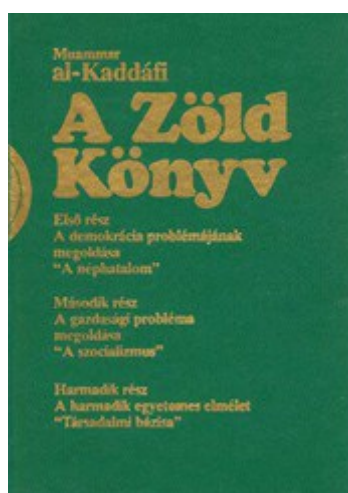 Muammar
al-Kaddáfi
A Zöld
Könyv
Első rész
A demokrácia problémájának
megoldása
"A néphatalom"
Második rész
A gazdasági probléma
megoldása
"A szocializmus"
Harmadik rész
A harmadik egyetemes elmélet
"Társadalmi bázisa"